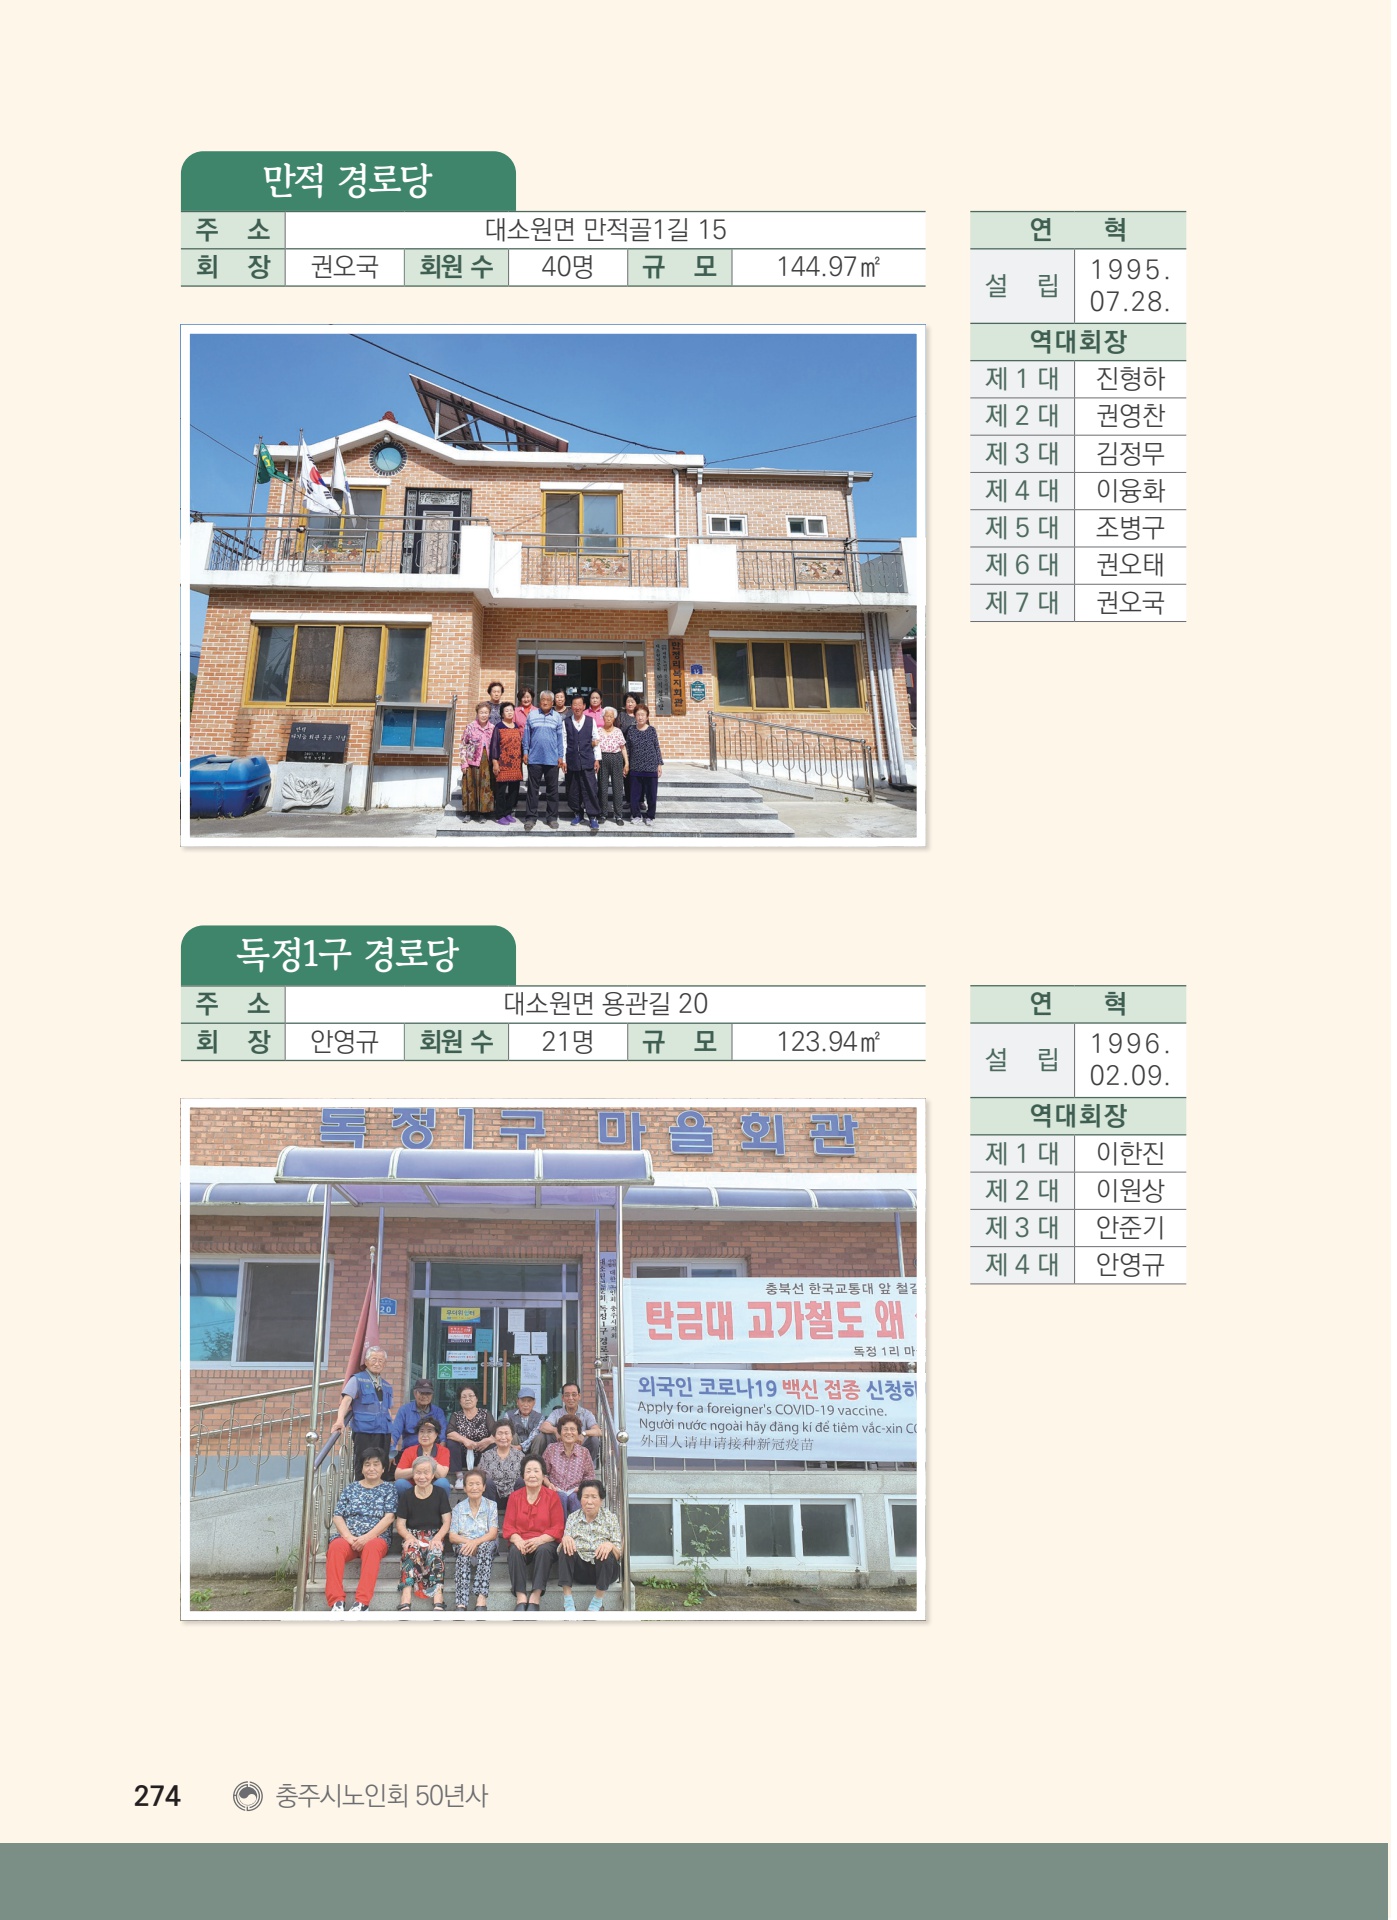 만적 경로당
주 소 대소원면 만적골1길 15
회 장 권오국 회원 수 40명 규 모 144.97㎡
연 혁
설 립 1995.
07.28.
역대회장
제 1 대 진형하
제 2 대 권영찬
제 3 대 김정무
제 4 대 이융화
제 5 대 조병구
제 6 대 권오태
제 7 대 권오국
독정1구 경로당
주 소 대소원면 용관길 20
회 장 안영규 회원 수 21명 규 모 123.94㎡
연 혁
설 립 1996.
02.09.
역대회장
제 1 대 이한진
제 2 대 이원상
제 3 대 안준기
제 4 대 안영규
독정1구 마을회관
20
충북선 한국교통대 앞 철길
탄금대 고가철도 왜
독정 1리 마
외국인 코로나19 백신 접종 신청하
Apply for a foreigner's COVID-19 vaccine.
Người nước ngoài hãy đăng kí để tiêm vắc-xin CO
外国人请申请接种新冠疫苗
274 충주시노인회 50년사